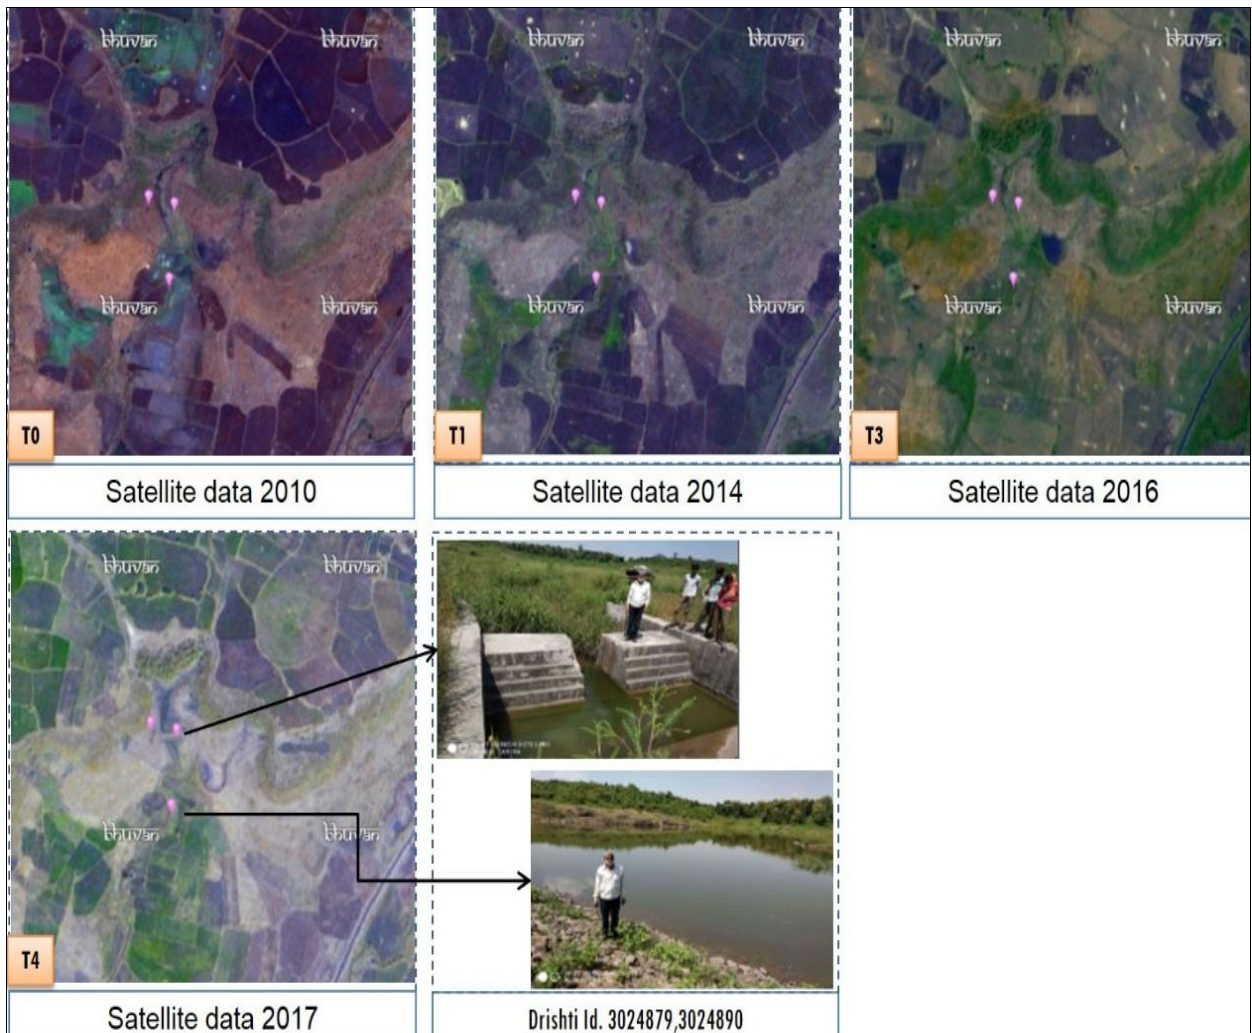 bhuvan bhuvan bhuvan bhuvan bhuvan bhuvan
bhuvan bhuvan bhuvan bhuvan bhuvan bhuvan
T0 T1 T3
Satellite data 2010 Satellite data 2014 Satellite data 2016
bhuvan bhuvan
bhuvan bhuvan
T4
Satellite data 2017 Drishti Id. 3024879,3024890